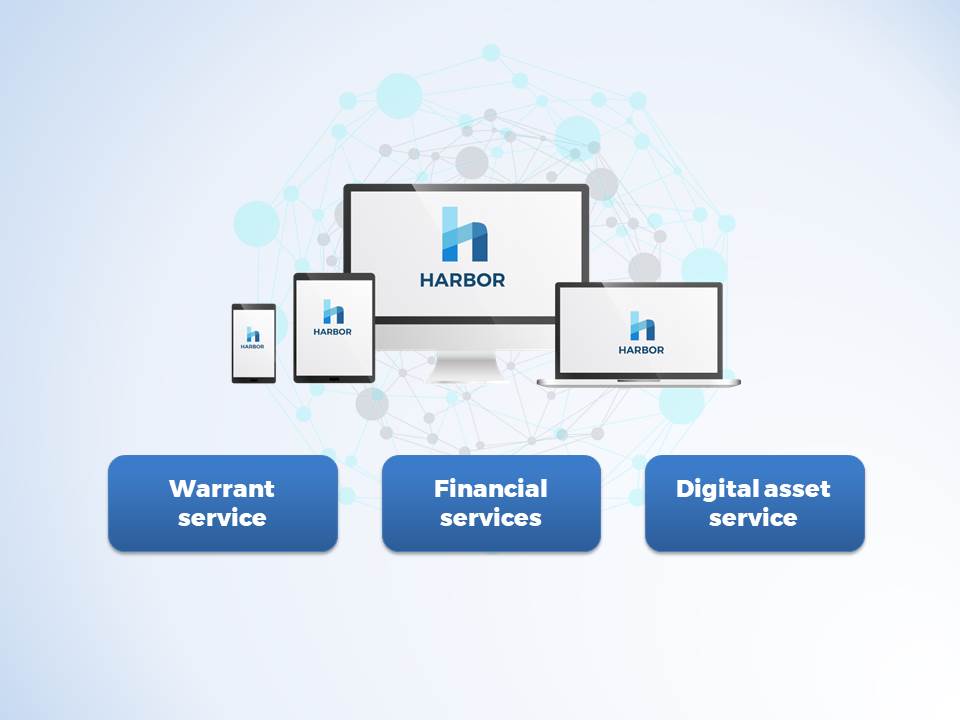 HARBOR
HARBOR
HARBOR
HARBOR
Warrant
service
Financial
services
Digital asset
service